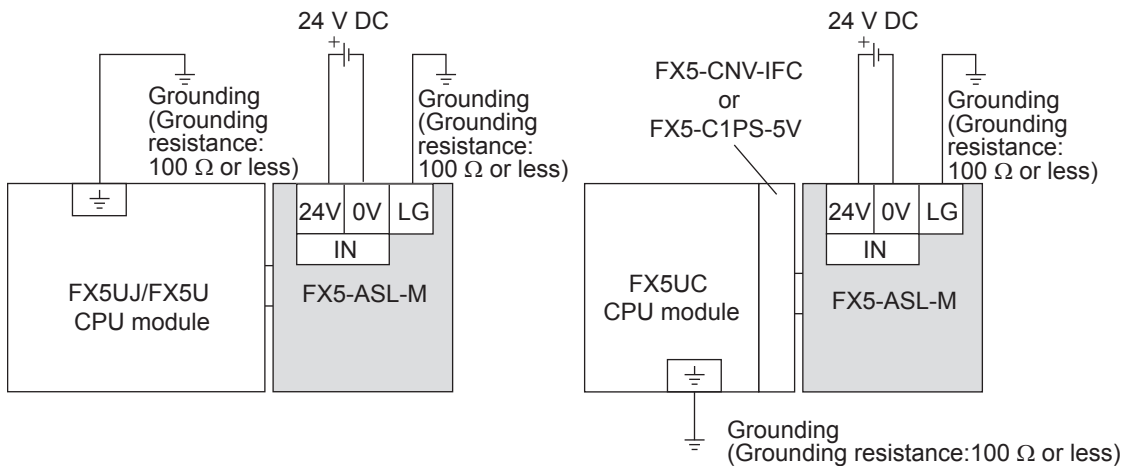 24 V DC
+
Grounding
(Grounding
resistance:
100 Ω or less)
Grounding
(Grounding
resistance:
100 Ω or less)
24V 0V LG
IN
FX5UJ/FX5U
CPU module
FX5-ASL-M
24 V DC
+
FX5-CNV-IFC
or
FX5-C1PS-5V
Grounding
(Grounding
resistance:
100 Ω or less)
24V 0V LG
IN
FX5UC
CPU module
FX5-ASL-M
Grounding
(Grounding resistance:100 Ω or less)